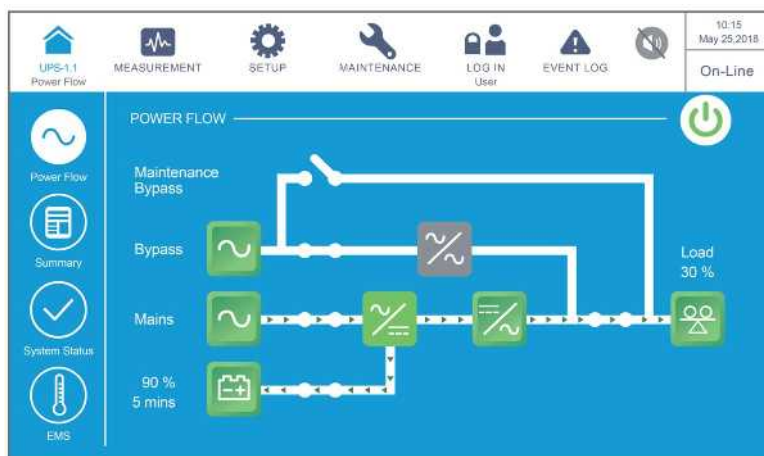 UPS-1.1
Power Flow
MEASUREMENT
SETUP
MAINTENANCE
LOG IN
User
EVENT LOG
10:15
May 25,2018
On-Line
Power Flow
Summary
System Status
EMS
POWER FLOW
Maintenance
Bypass
Bypass
Mains
90 %
5 mins
Load
30 %